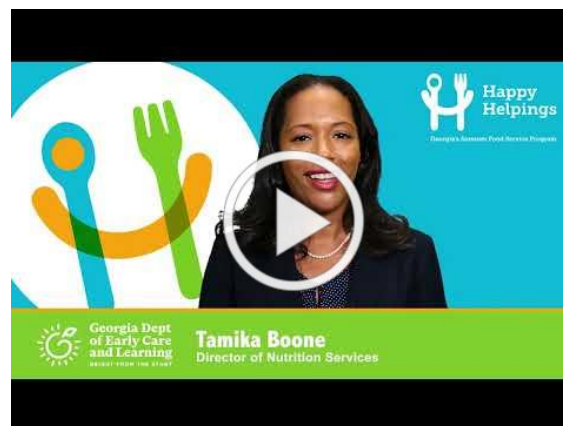 Happy
Helpings
Georgia's Summer Food Service Program
Georgia Dept
of Early Care
and Learning
BRIGHT FROM THE START
Tamika Boone
Director of Nutrition Services